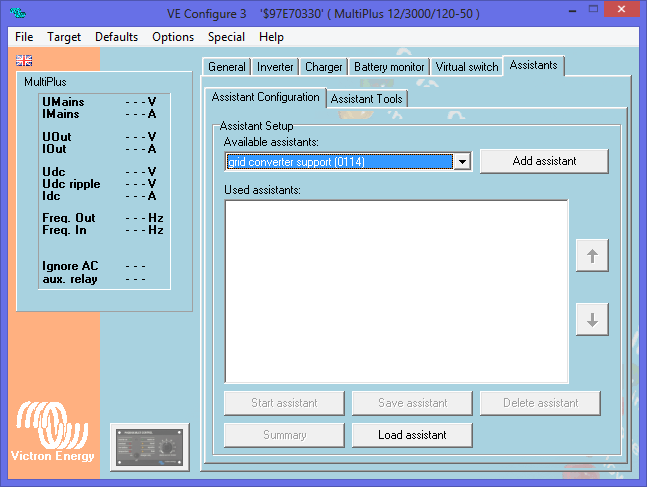 VE Configure 3 '$97E70330' ( MultiPlus 12/3000/120-50 )
File Target Defaults Options Special Help
MultiPlus
UMains - - - V
IMains - - - A
UOut - - - V
IOut - - - A
Udc - - - V
Udc ripple - - - V
Idc - - - A
Freq. Out - - - Hz
Freq. In - - - Hz
Ignore AC - - -
aux. relay - - -
victron energy
General Inverter Charger Battery monitor Virtual switch Assistants
Assistant Configuration Assistant Tools
Assistant Setup
Available assistants:
grid converter support (0114) Add assistant
Used assistants:
Start assistant Save assistant Delete assistant
Summary Load assistant